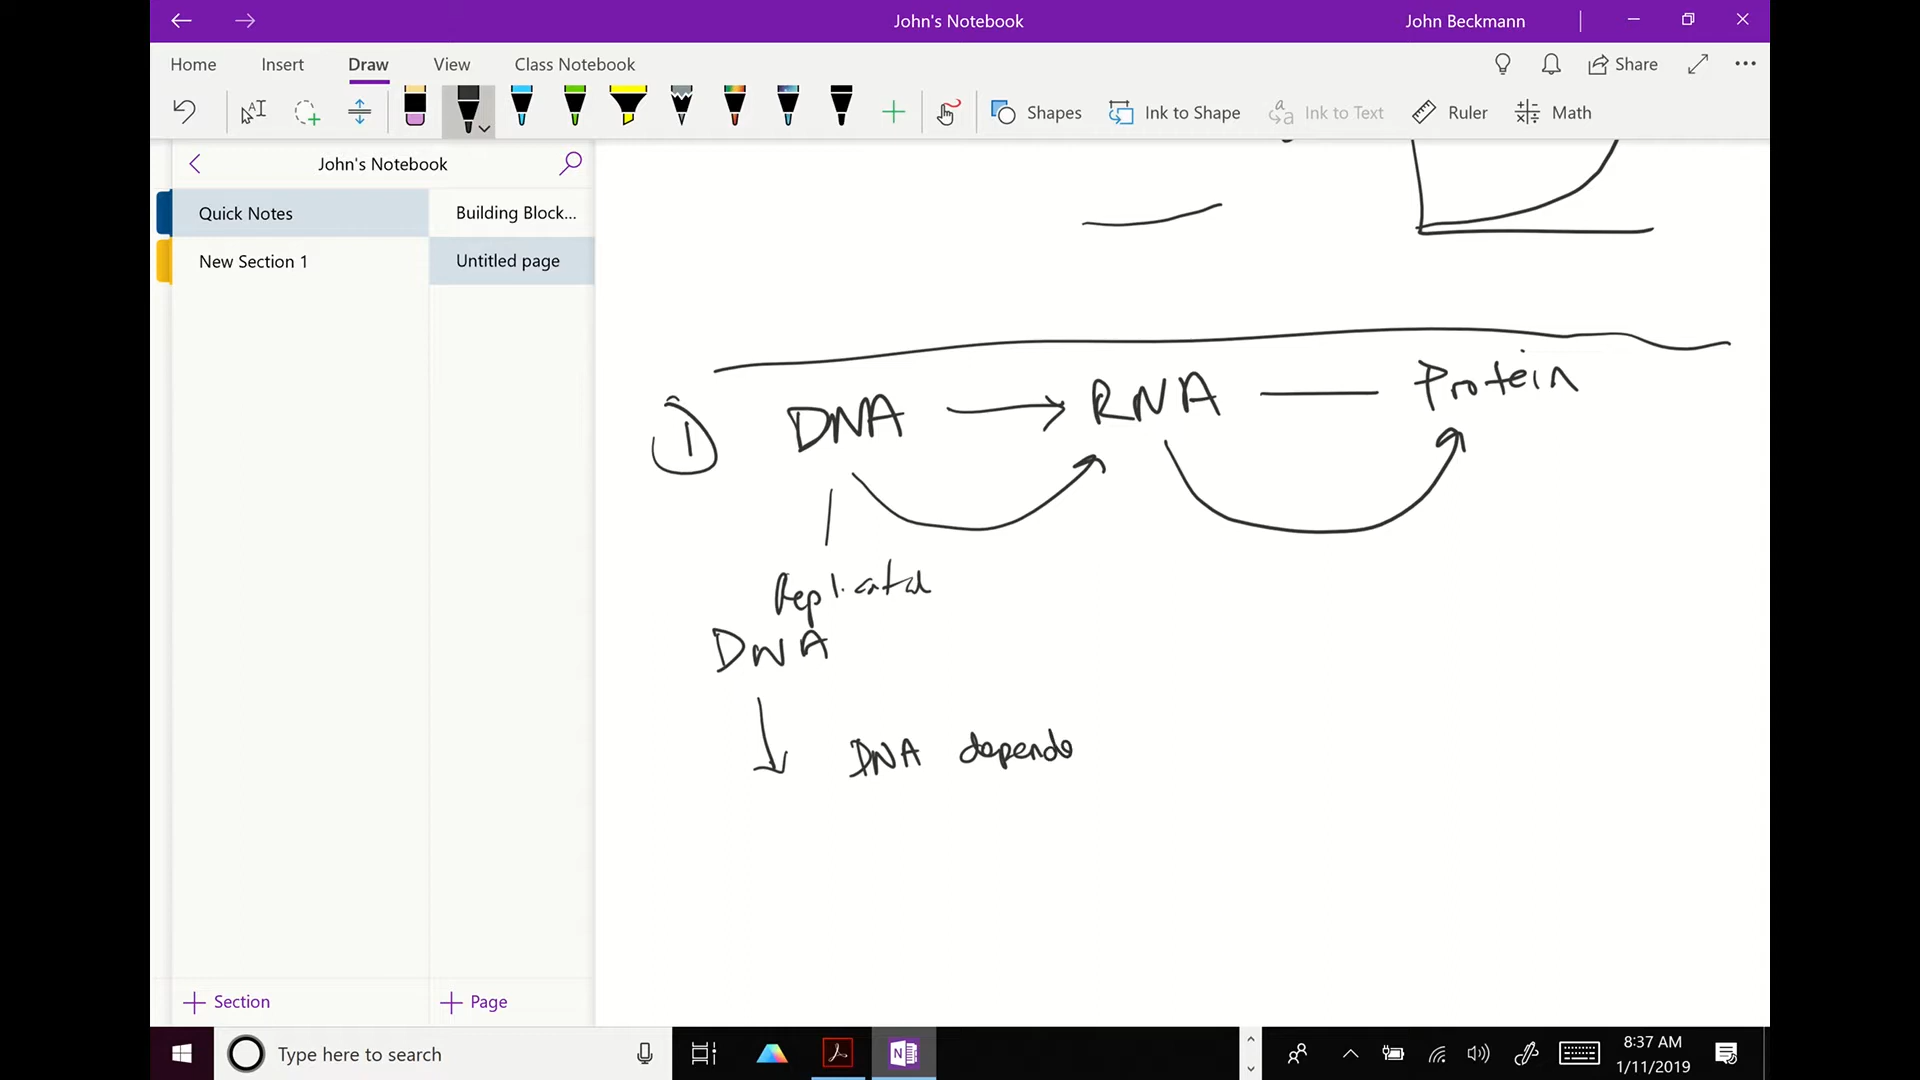 John's Notebook
John Beckmann
Home Insert Draw View Class Notebook
Share
Shapes Ink to Shape Ink to Text Ruler Math
John's Notebook
Quick Notes
Building Block...
New Section 1
Untitled page
① DNA → RNA — Protein
Replicated
DNA
↓ DNA depende
+ Section
+ Page
Type here to search
8:37 AM
1/11/2019